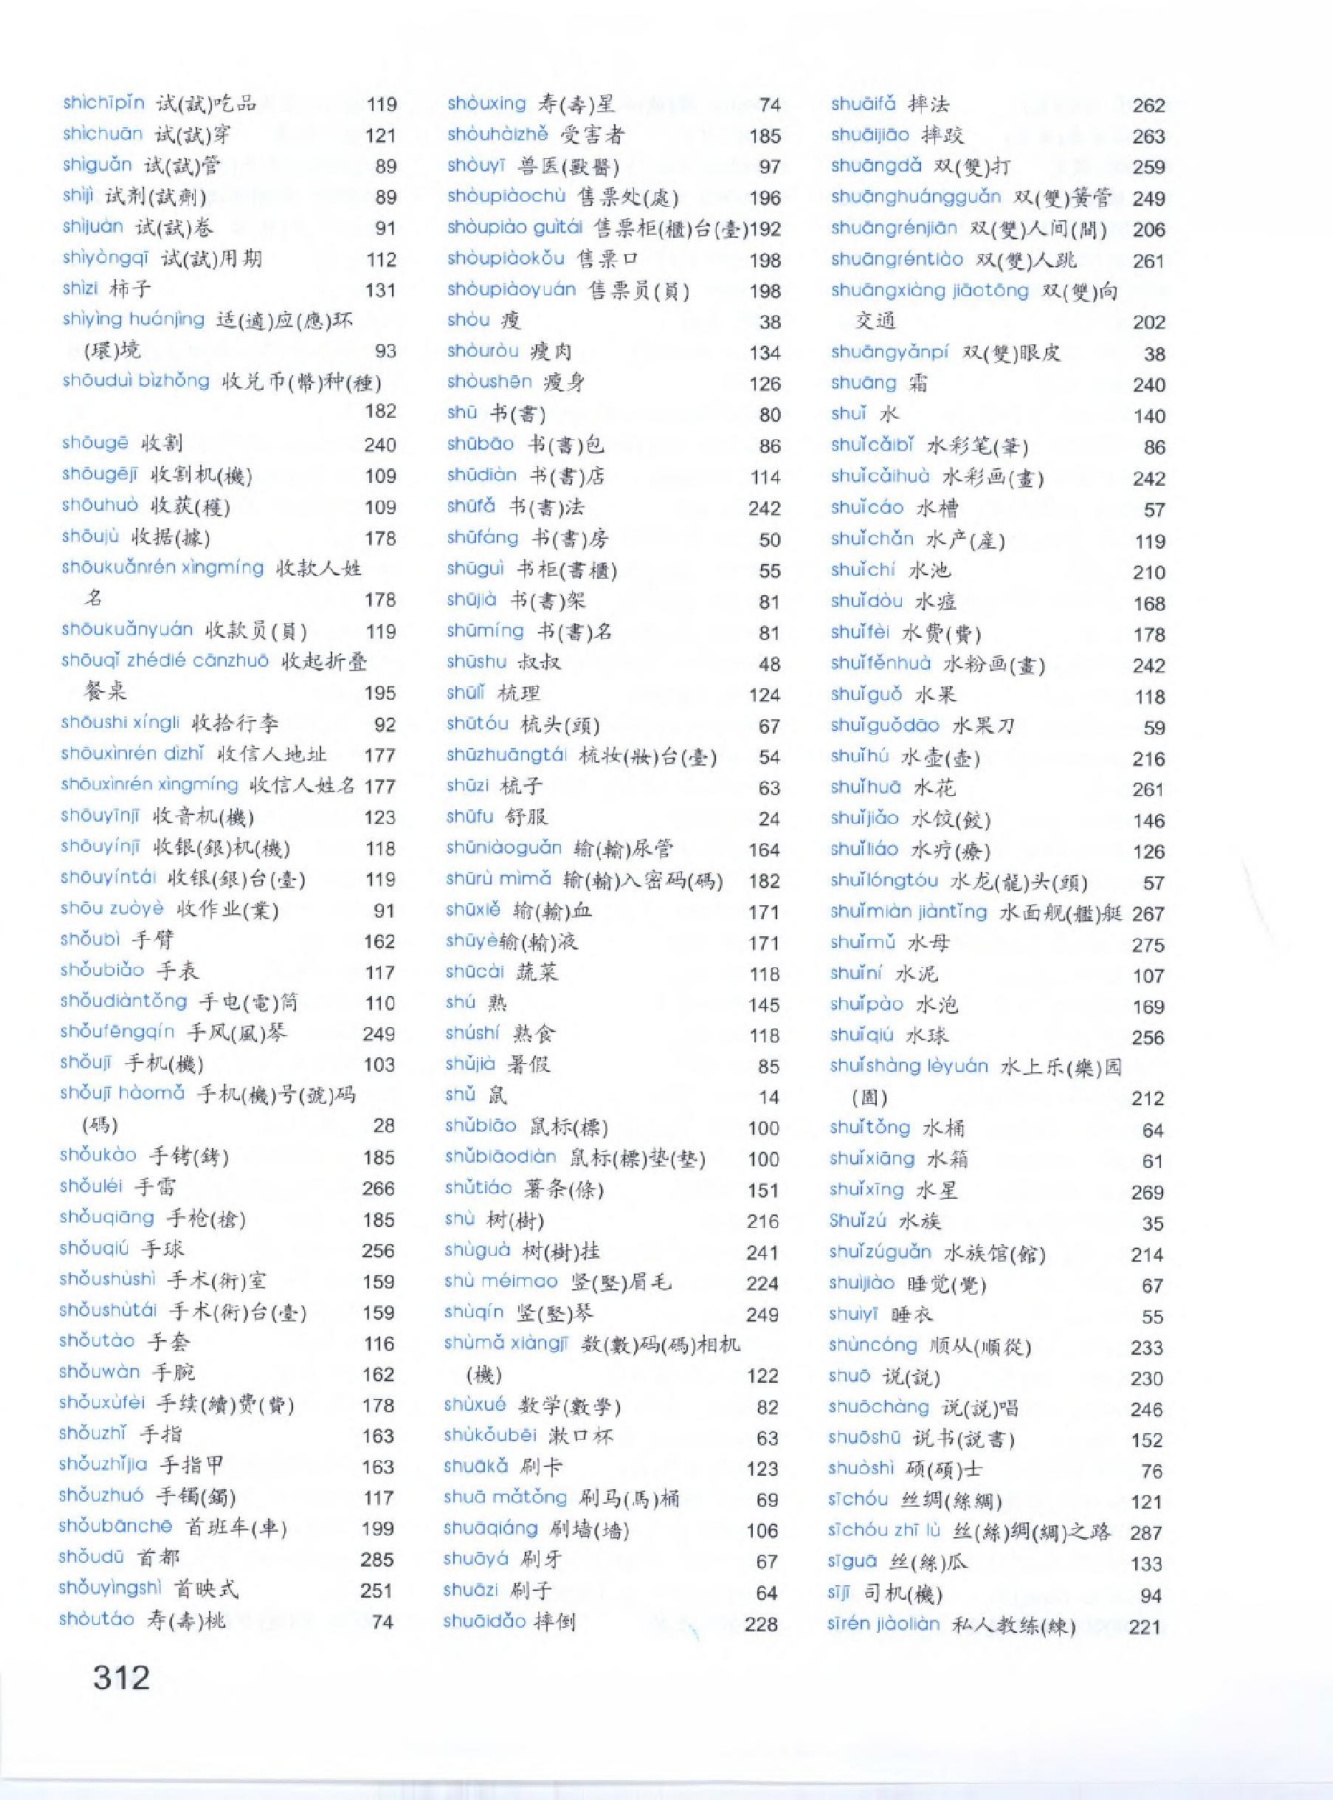 shìchīpǐn 试(試)吃品 119
shìchuān 试(試)穿 121
shìguǎn 试(試)管 89
shìjì 试剂(試劑) 89
shìjuàn 试(試)卷 91
shìyòngqī 试(試)用期 112
shìzi 柿子 131
shìyìng huánjìng 适(適)应(應)环
(環)境 93
shōuduì bìzhǒng 收兑币(幣)种(種)
182
shōugē 收割 240
shōugējī 收割机(機) 109
shōuhuò 收获(穫) 109
shōujù 收据(據) 178
shōukuǎnrén xìngmíng 收款人姓
名 178
shōukuǎnyuán 收款员(員) 119
shōuqǐ zhédié cānzhuō 收起折叠
餐桌 195
shōushi xíngli 收拾行李 92
shōuxìnrén dìzhǐ 收信人地址 177
shōuxìnrén xìngmíng 收信人姓名 177
shōuyīnjī 收音机(機) 123
shōuyínjī 收银(銀)机(機) 118
shōuyíntái 收银(銀)台(臺) 119
shōu zuòyè 收作业(業) 91
shǒubì 手臂 162
shǒubiǎo 手表 117
shǒudiàntǒng 手电(電)筒 110
shǒufēngqín 手风(風)琴 249
shǒujī 手机(機) 103
shǒujī hàomǎ 手机(機)号(號)码
(碼) 28
shǒukào 手铐(銬) 185
shǒuléi 手雷 266
shǒuqiāng 手枪(槍) 185
shǒuqiú 手球 256
shǒushùshì 手术(術)室 159
shǒushùtái 手术(術)台(臺) 159
shǒutào 手套 116
shǒuwàn 手腕 162
shǒuxùfèi 手续(續)费(費) 178
shǒuzhǐ 手指 163
shǒuzhǐjia 手指甲 163
shǒuzhuó 手镯(鐲) 117
shǒubānchē 首班车(車) 199
shǒudū 首都 285
shǒuyìngshì 首映式 251
shòutáo 寿(壽)桃 74
312
shòuxing 寿(壽)星 74
shòuhàizhě 受害者 185
shòuyī 兽医(獸醫) 97
shòupiàochù 售票处(處) 196
shòupiào guìtái 售票柜(櫃)台(臺)192
shòupiàokǒu 售票口 198
shòupiàoyuán 售票员(員) 198
shòu 瘦 38
shòuròu 瘦肉 134
shòushēn 瘦身 126
shū 书(書) 80
shūbāo 书(書)包 86
shūdiàn 书(書)店 114
shūfǎ 书(書)法 242
shūfáng 书(書)房 50
shūguì 书柜(書櫃) 55
shūjià 书(書)架 81
shūmíng 书(書)名 81
shūshu 叔叔 48
shūlǐ 梳理 124
shūtóu 梳头(頭) 67
shūzhuāngtái 梳妆(妝)台(臺) 54
shūzi 梳子 63
shūfu 舒服 24
shūniàoguǎn 输(輸)尿管 164
shūrù mìmǎ 输(輸)入密码(碼) 182
shūxiě 输(輸)血 171
shūyè输(輸)液 171
shūcài 蔬菜 118
shú 熟 145
shúshí 熟食 118
shǔjià 暑假 85
shǔ 鼠 14
shǔbiāo 鼠标(標) 100
shǔbiāodiàn 鼠标(標)垫(墊) 100
shǔtiáo 薯条(條) 151
shù 树(樹) 216
shùguà 树(樹)挂 241
shù méimao 竖(豎)眉毛 224
shùqín 竖(豎)琴 249
shùmǎ xiàngjī 数(數)码(碼)相机
(機) 122
shùxué 数学(數學) 82
shùkǒubēi 漱口杯 63
shuākǎ 刷卡 123
shuā mǎtǒng 刷马(馬)桶 69
shuāqiáng 刷墙(墻) 106
shuāyá 刷牙 67
shuāzi 刷子 64
shuāidǎo 摔倒 228
shuāifǎ 摔法 262
shuāijiāo 摔跤 263
shuāngdǎ 双(雙)打 259
shuānghuángguǎn 双(雙)簧管 249
shuāngrénjiān 双(雙)人间(間) 206
shuāngréntiào 双(雙)人跳 261
shuāngxiàng jiāotōng 双(雙)向
交通 202
shuāngyǎnpí 双(雙)眼皮 38
shuāng 霜 240
shuǐ 水 140
shuǐcǎibǐ 水彩笔(筆) 86
shuǐcǎihuà 水彩画(畫) 242
shuǐcáo 水槽 57
shuǐchǎn 水产(産) 119
shuǐchí 水池 210
shuǐdòu 水痘 168
shuǐfèi 水费(費) 178
shuǐfěnhuà 水粉画(畫) 242
shuǐguǒ 水果 118
shuǐguǒdāo 水果刀 59
shuǐhú 水壶(壺) 216
shuǐhuā 水花 261
shuǐjiǎo 水饺(餃) 146
shuǐliáo 水疗(療) 126
shuǐlóngtóu 水龙(龍)头(頭) 57
shuǐmiàn jiàntǐng 水面舰(艦)艇 267
shuǐmǔ 水母 275
shuǐní 水泥 107
shuǐpào 水泡 169
shuǐqiú 水球 256
shuǐshàng lèyuán 水上乐(樂)园
(園) 212
shuǐtǒng 水桶 64
shuǐxiāng 水箱 61
shuǐxīng 水星 269
Shuǐzú 水族 35
shuǐzúguǎn 水族馆(館) 214
shuìjiào 睡觉(覺) 67
shuìyī 睡衣 55
shùncóng 顺从(順從) 233
shuō 说(説) 230
shuōchàng 说(説)唱 246
shuōshū 说书(説書) 152
shuòshì 硕(碩)士 76
sīchóu 丝绸(絲綢) 121
sīchóu zhī lù 丝(絲)绸(綢)之路 287
sīguā 丝(絲)瓜 133
sījī 司机(機) 94
sīrén jiàoliàn 私人教练(練) 221